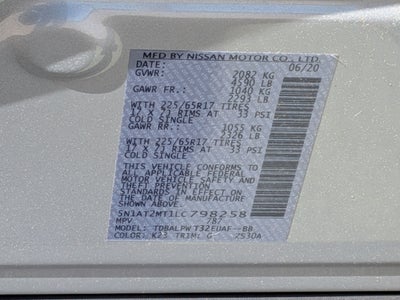 MFD BY NISSAN MOTOR CO., LTD.
DATE: 06/20
GVWR: 2082 KG
4590 LB
GAWR FR.: 1040 KG
2293 LB
WITH 225/65R17 TIRES
17 X 7J RIMS AT 33 PSI
COLD SINGLE
GAWR RR.: 1055 KG
2326 LB
WITH 225/65R17 TIRES
17 X 7J RIMS AT 33 PSI
COLD SINGLE
THIS VEHICLE CONFORMS TO
ALL APPLICABLE FEDERAL
MOTOR VEHICLE SAFETY AND
THEFT PREVENTION
STANDARDS IN EFFECT ON
THE DATE OF MANUFACTURE
SHOWN ABOVE.
5N1AT2MT1LC798258
MPV 787
MODEL: TDBALPW T32EUAF--BB
COLOR: K23 TRIM: G 7530A